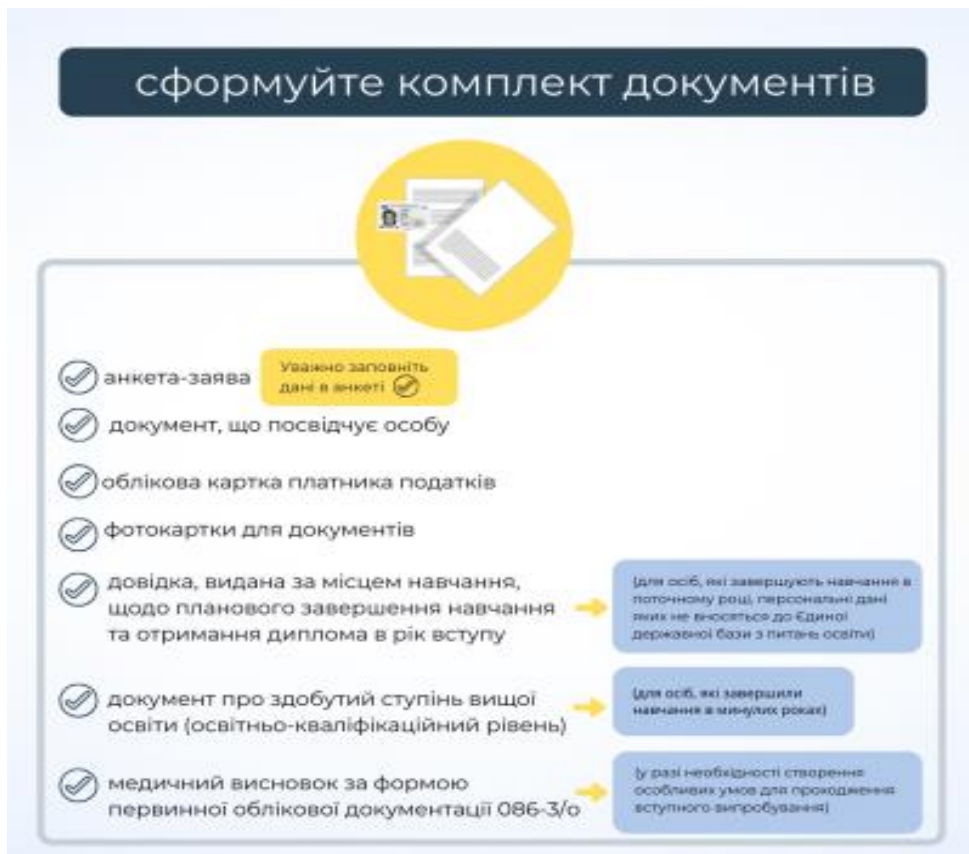 сформуйте комплект документів
анкета-заява
Уважно заповніть
дані в анкеті
документ, що посвідчує особу
облікова картка платника податків
фотокартки для документів
довідка, видана за місцем навчання,
щодо планового завершення навчання
та отримання диплома в рік вступу
(для осіб, які завершують навчання в
поточному році, персональні дані
яких не вносяться до Єдиної
державної бази з питань освіти)
документ про здобутий ступінь вищої
освіти (освітньо-кваліфікаційний рівень)
(для осіб, які завершили
навчання в минулих роках)
медичний висновок за формою
первинної облікової документації 086-3/о
(у разі необхідності створення
особливих умов для проходження
вступного випробування)